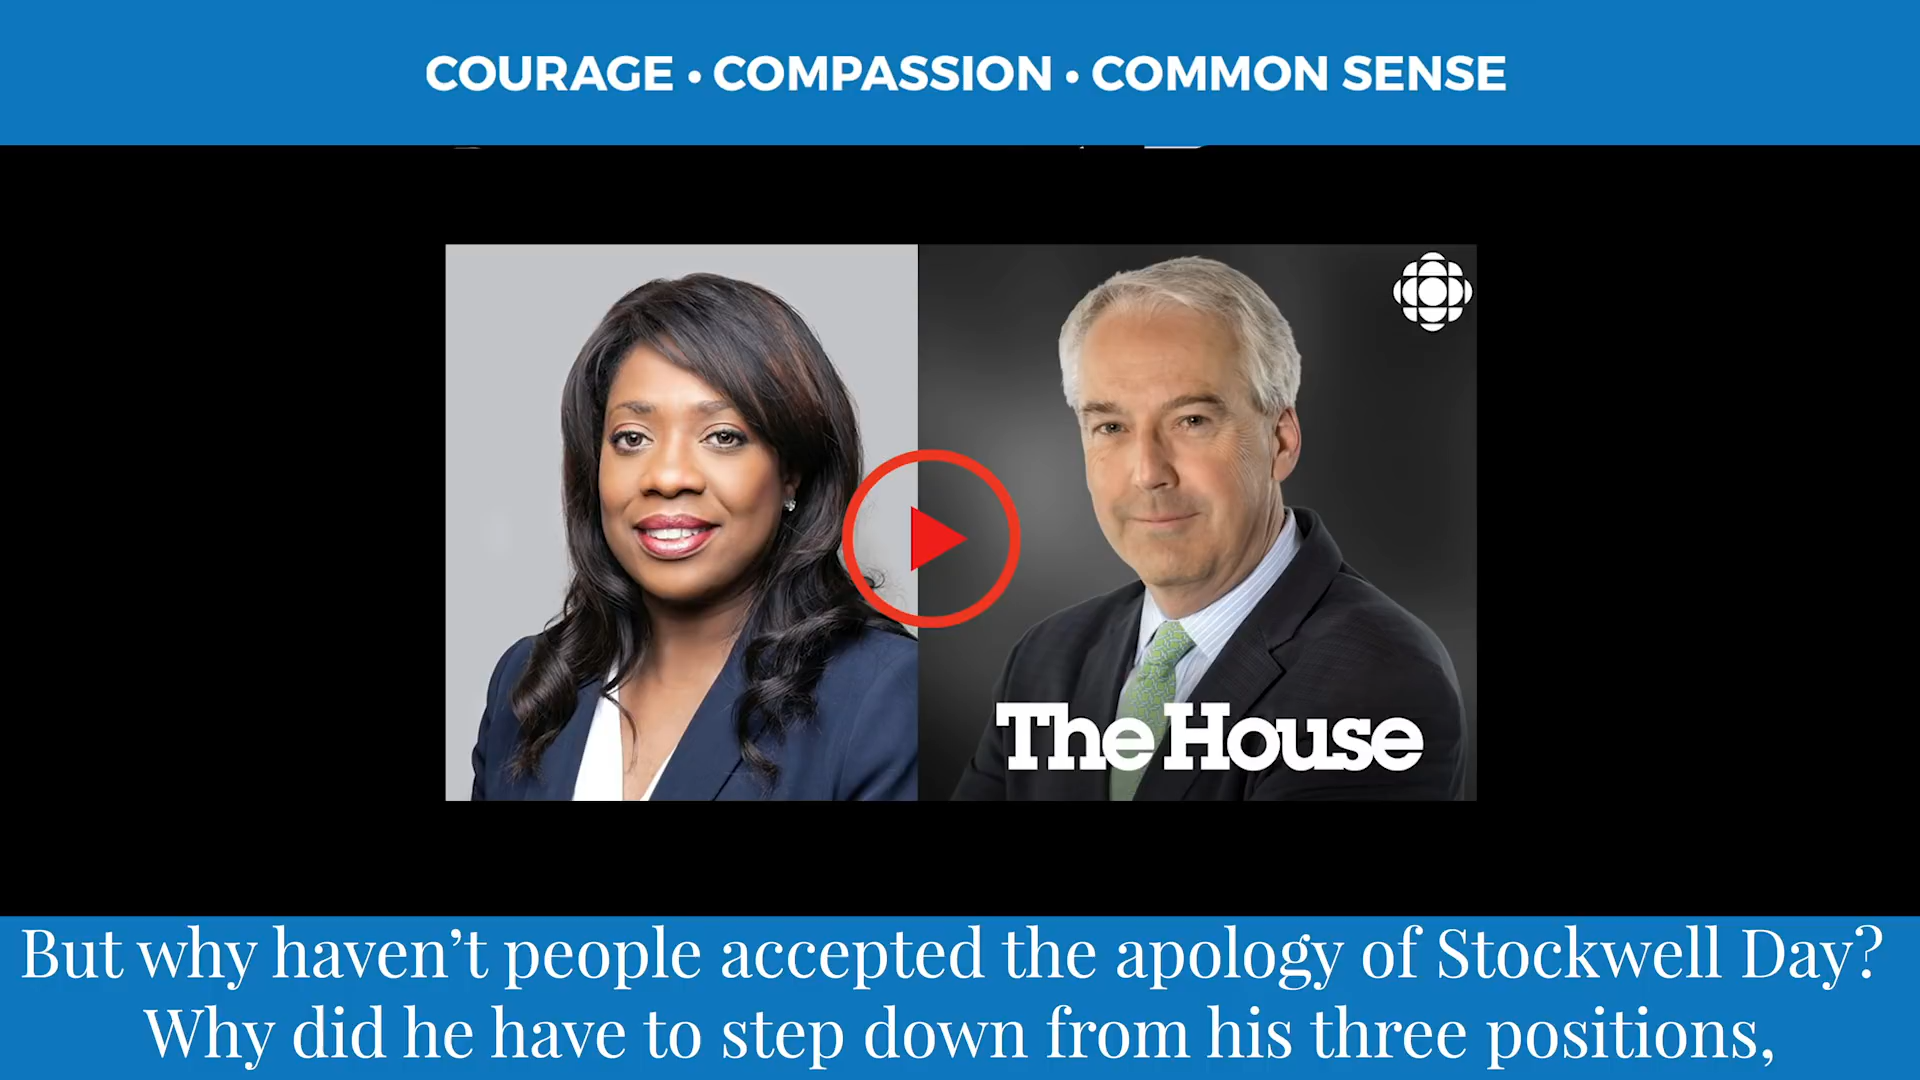 COURAGE • COMPASSION • COMMON SENSE
The House
But why haven’t people accepted the apology of Stockwell Day?
Why did he have to step down from his three positions,